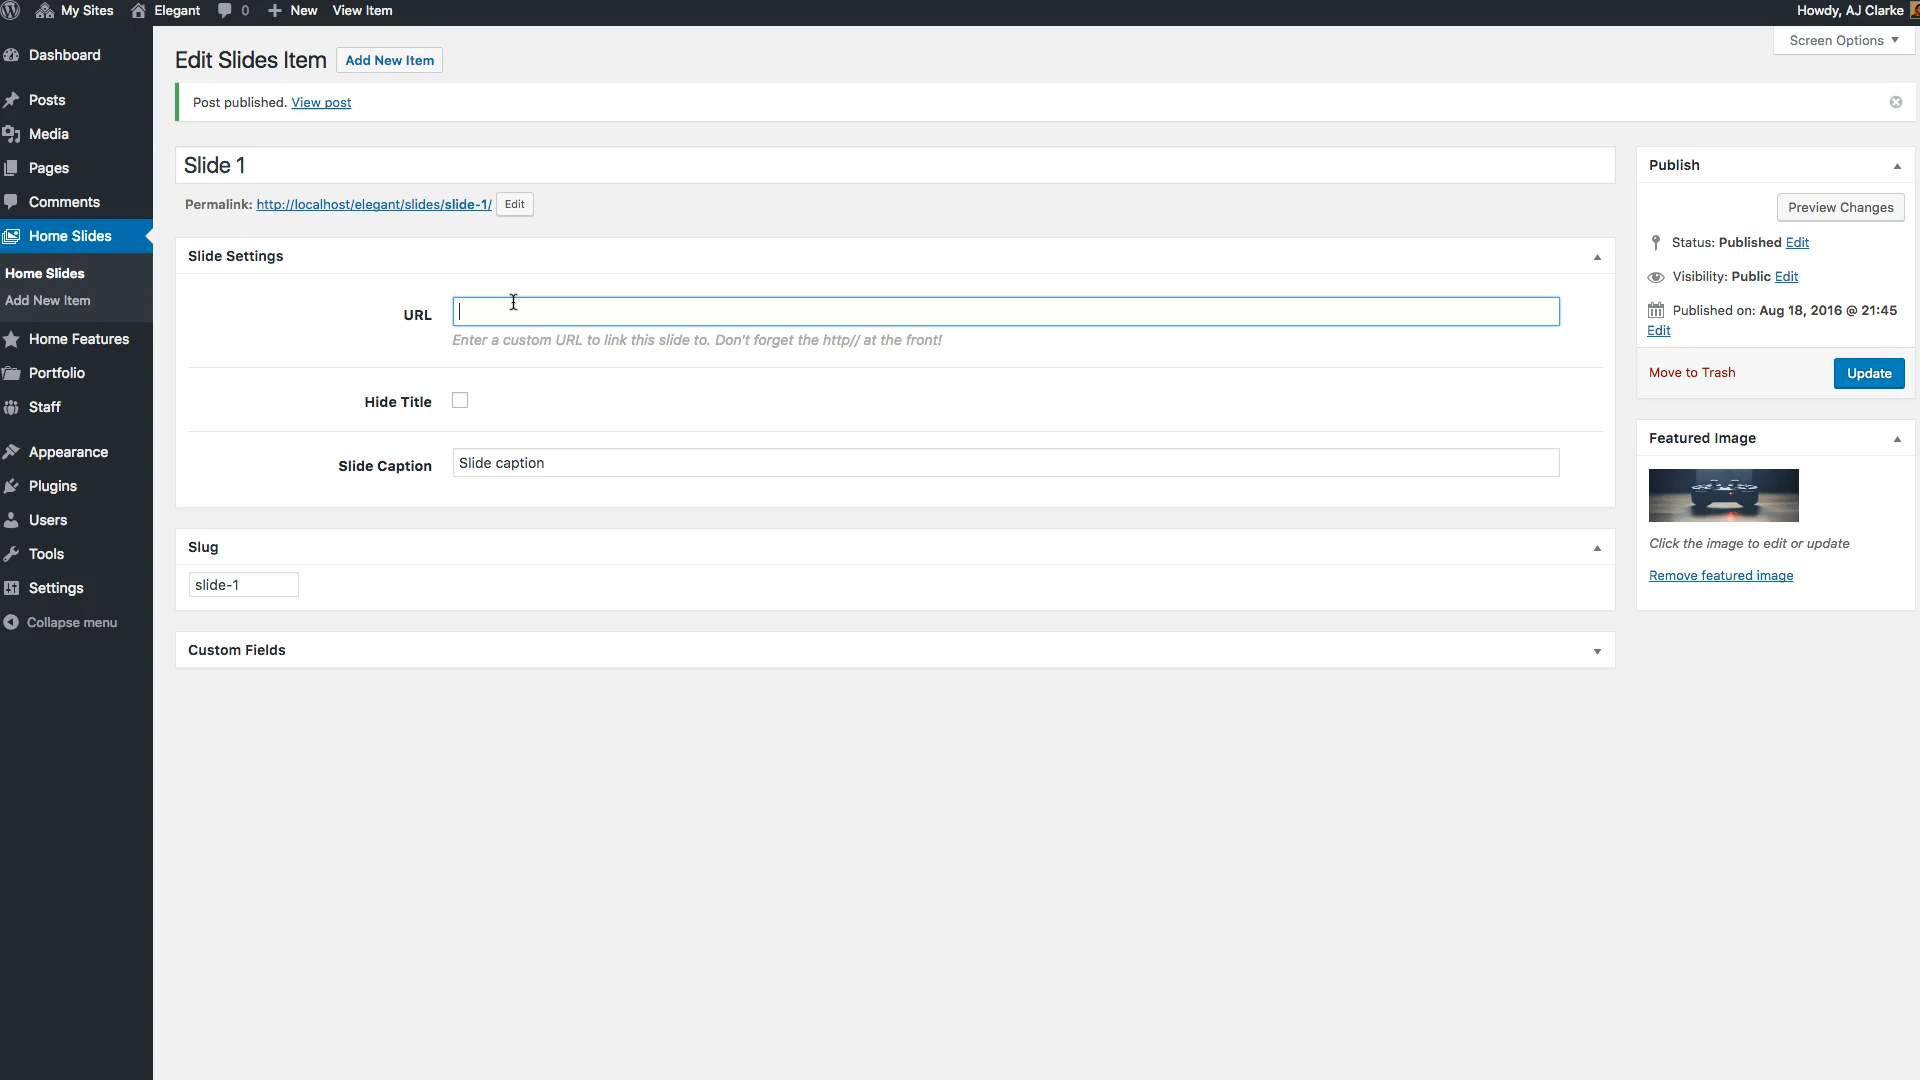 My Sites
Elegant
0
New
View Item
Howdy, AJ Clarke
Screen Options
Dashboard
Posts
Media
Pages
Comments
Home Slides
Home Slides
Add New Item
Home Features
Portfolio
Staff
Appearance
Plugins
Users
Tools
Settings
Collapse menu
Edit Slides Item
Add New Item
Post published. View post
Slide 1
Permalink: http://localhost/elegant/slides/slide-1/ Edit
Slide Settings
URL
Enter a custom URL to link this slide to. Don't forget the http// at the front!
Hide Title
Slide Caption
Slide caption
Slug
slide-1
Custom Fields
Publish
Preview Changes
Status: Published Edit
Visibility: Public Edit
Published on: Aug 18, 2016 @ 21:45
Edit
Move to Trash
Update
Featured Image
Click the image to edit or update
Remove featured image